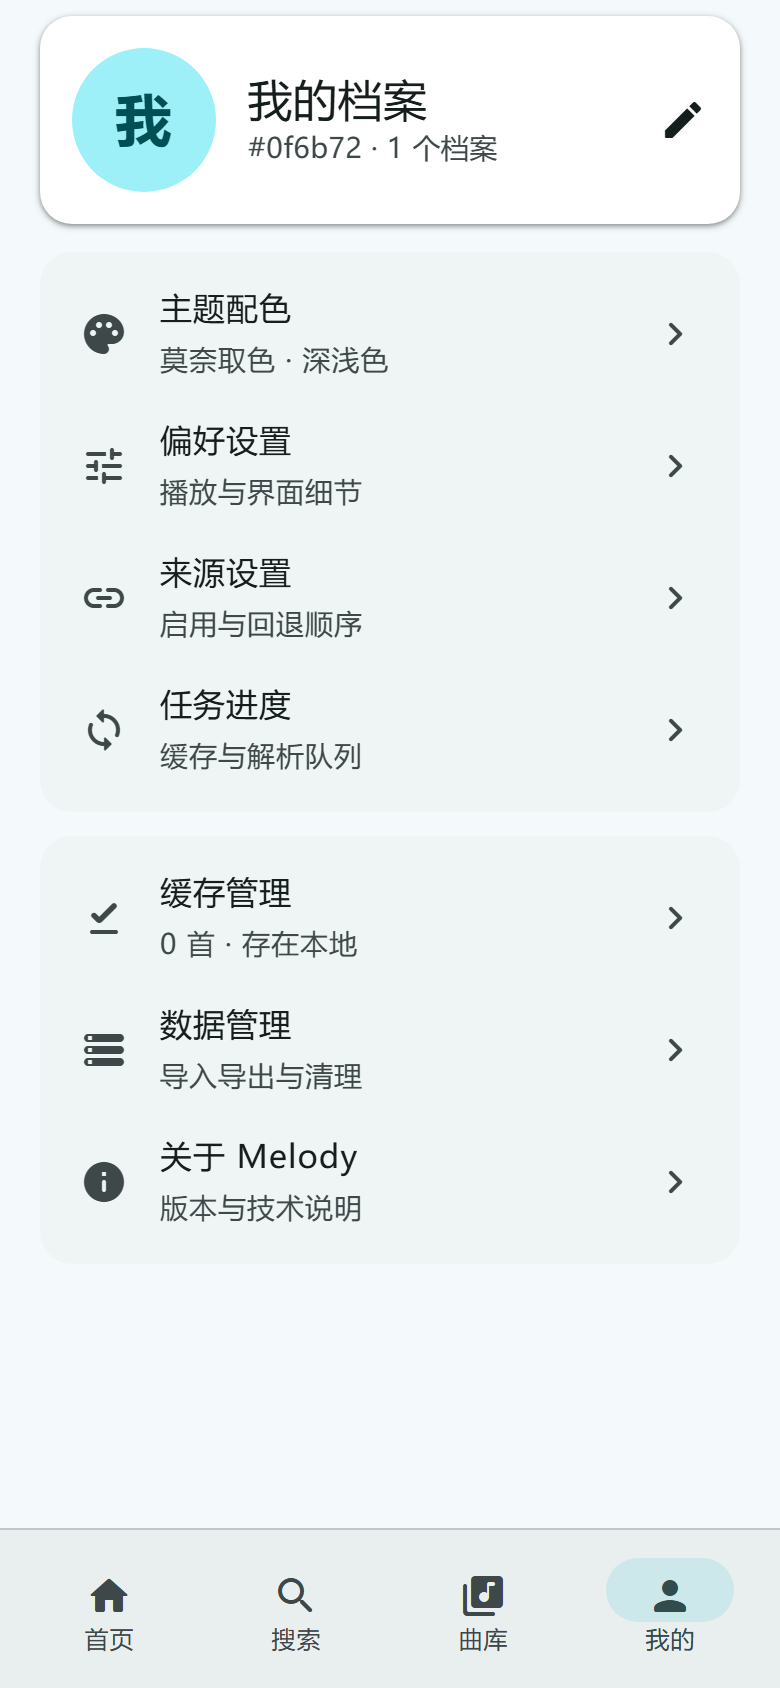 我
我的档案
#0f6b72 · 1 个档案
主题配色
莫奈取色 · 深浅色
偏好设置
播放与界面细节
来源设置
启用与回退顺序
任务进度
缓存与解析队列
缓存管理
0 首 · 存在本地
数据管理
导入导出与清理
关于 Melody
版本与技术说明
首页
搜索
曲库
我的